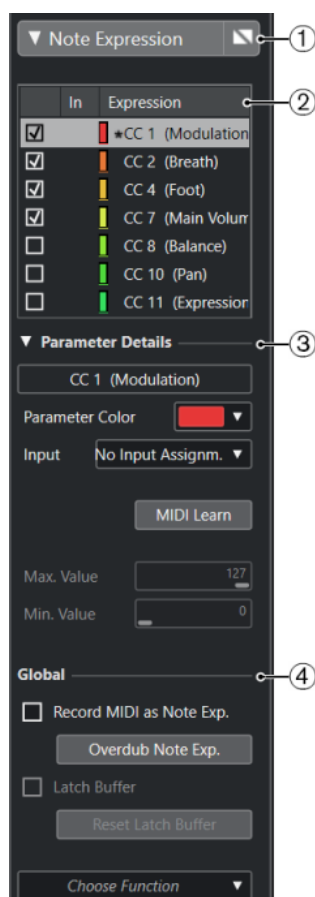 ▼ Note Expression ①
In Expression ②
★CC 1 (Modulation
CC 2 (Breath)
CC 4 (Foot)
CC 7 (Main Volum
CC 8 (Balance)
CC 10 (Pan)
CC 11 (Expression
▼ Parameter Details ③
CC 1 (Modulation)
Parameter Color ▼
Input No Input Assignm. ▼
MIDI Learn
Max. Value 127
Min. Value 0
Global ④
Record MIDI as Note Exp.
Overdub Note Exp.
Latch Buffer
Reset Latch Buffer
Choose Function ▼